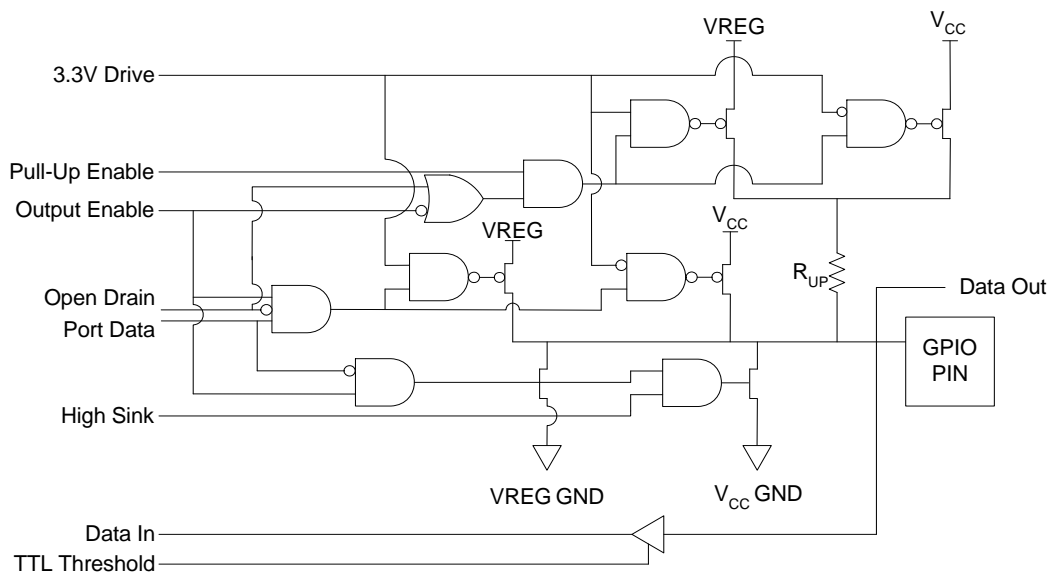 VREG
VCC
3.3V Drive
Pull-Up Enable
Output Enable
VREG
VCC
RUP
Open Drain
Port Data
Data Out
GPIO
PIN
High Sink
VREG GND
VCC GND
Data In
TTL Threshold